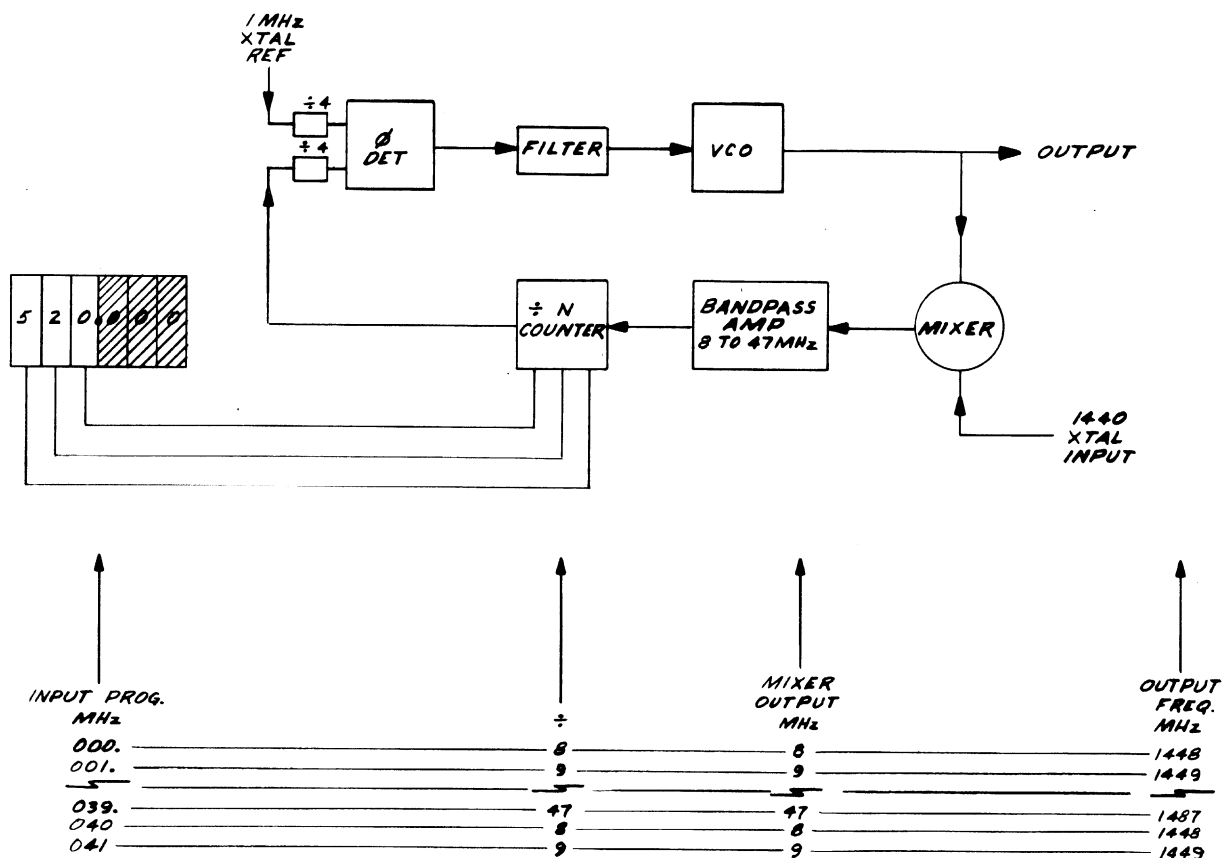 1 MHz
XTAL
REF
÷ 4
÷ 4
Ø
DET
FILTER
VCO
OUTPUT
5 2 0.0 0 0
÷ N
COUNTER
BANDPASS
AMP
8 TO 47MHz
MIXER
1440
XTAL
INPUT
INPUT PROG.
MHz
÷
MIXER
OUTPUT
MHz
OUTPUT
FREQ.
MHz
000. 8 8 1448
001. 9 9 1449
039. 47 47 1487
040 8 8 1448
041 9 9 1449